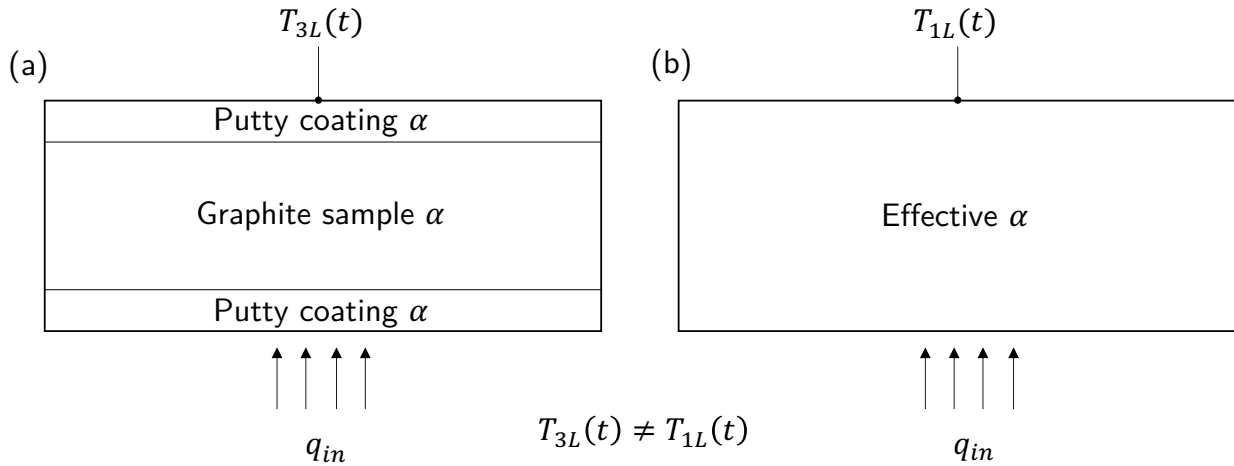 T_{3L}(t)
(a)
Putty coating α
Graphite sample α
Putty coating α
q_{in}
T_{1L}(t)
(b)
Effective α
q_{in}
T_{3L}(t) ≠ T_{1L}(t)